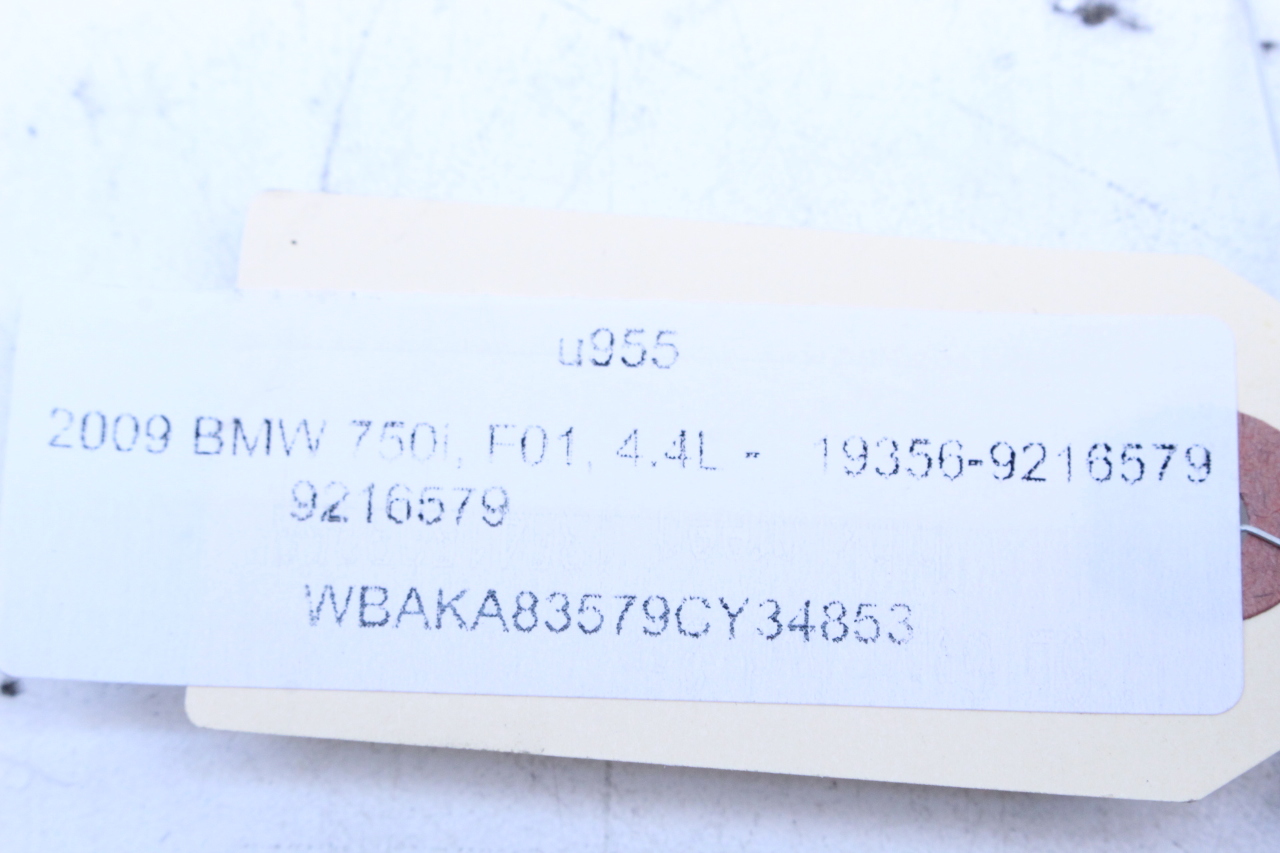 u955
2009 BMW 750i, F01, 4.4L - 19356-9216579
9216579
WBAKA83579CY34853